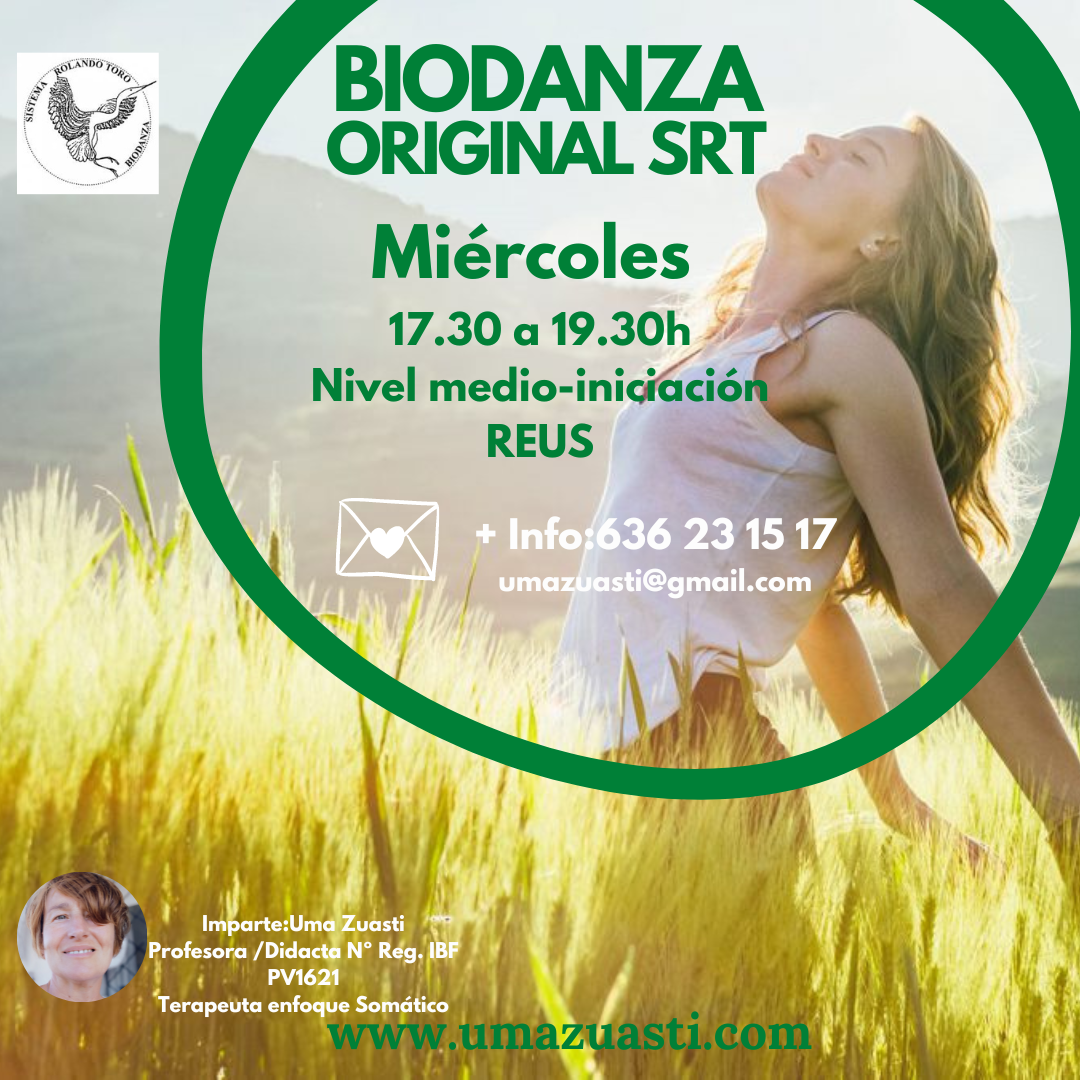 SISTEMA ROLANDO TORO
BIODANZA
BIODANZA
ORIGINAL SRT
Miércoles
17.30 a 19.30h
Nivel medio-iniciación
REUS
+ Info:636 23 15 17
umazuasti@gmail.com
Imparte:Uma Zuasti
Profesora /Didacta Nº Reg. IBF
PV1621
Terapeuta enfoque Somático
www.umazuasti.com